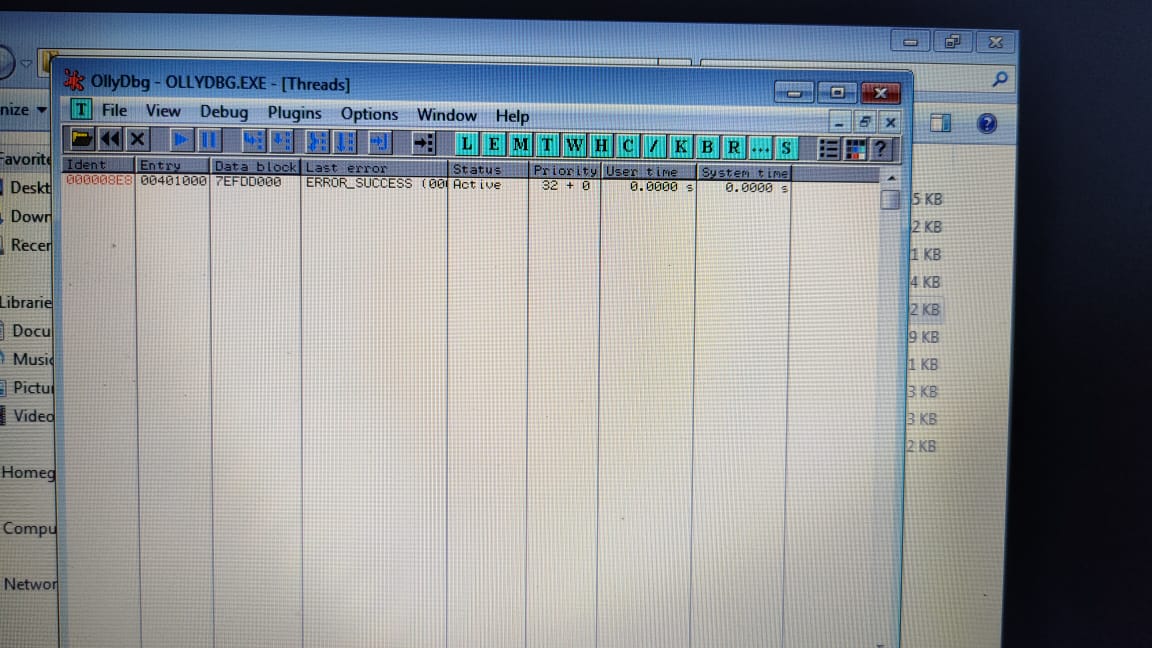 OllyDbg - OLLYDBG.EXE - [Threads]
T File View Debug Plugins Options Window Help
L E M T W H C / K B R ... S ?
Ident Entry Data block Last error Status Priority User time System time
000008E8 00401000 7EFDD000 ERROR_SUCCESS (00 Active 32 + 0 0.0000 s 0.0000 s
nize
Favorite
Deskt
Down
Recer
Librarie
Docu
Music
Pictu
Video
Homeg
Compu
Networ
5 KB
2 KB
1 KB
4 KB
2 KB
9 KB
1 KB
3 KB
3 KB
2 KB